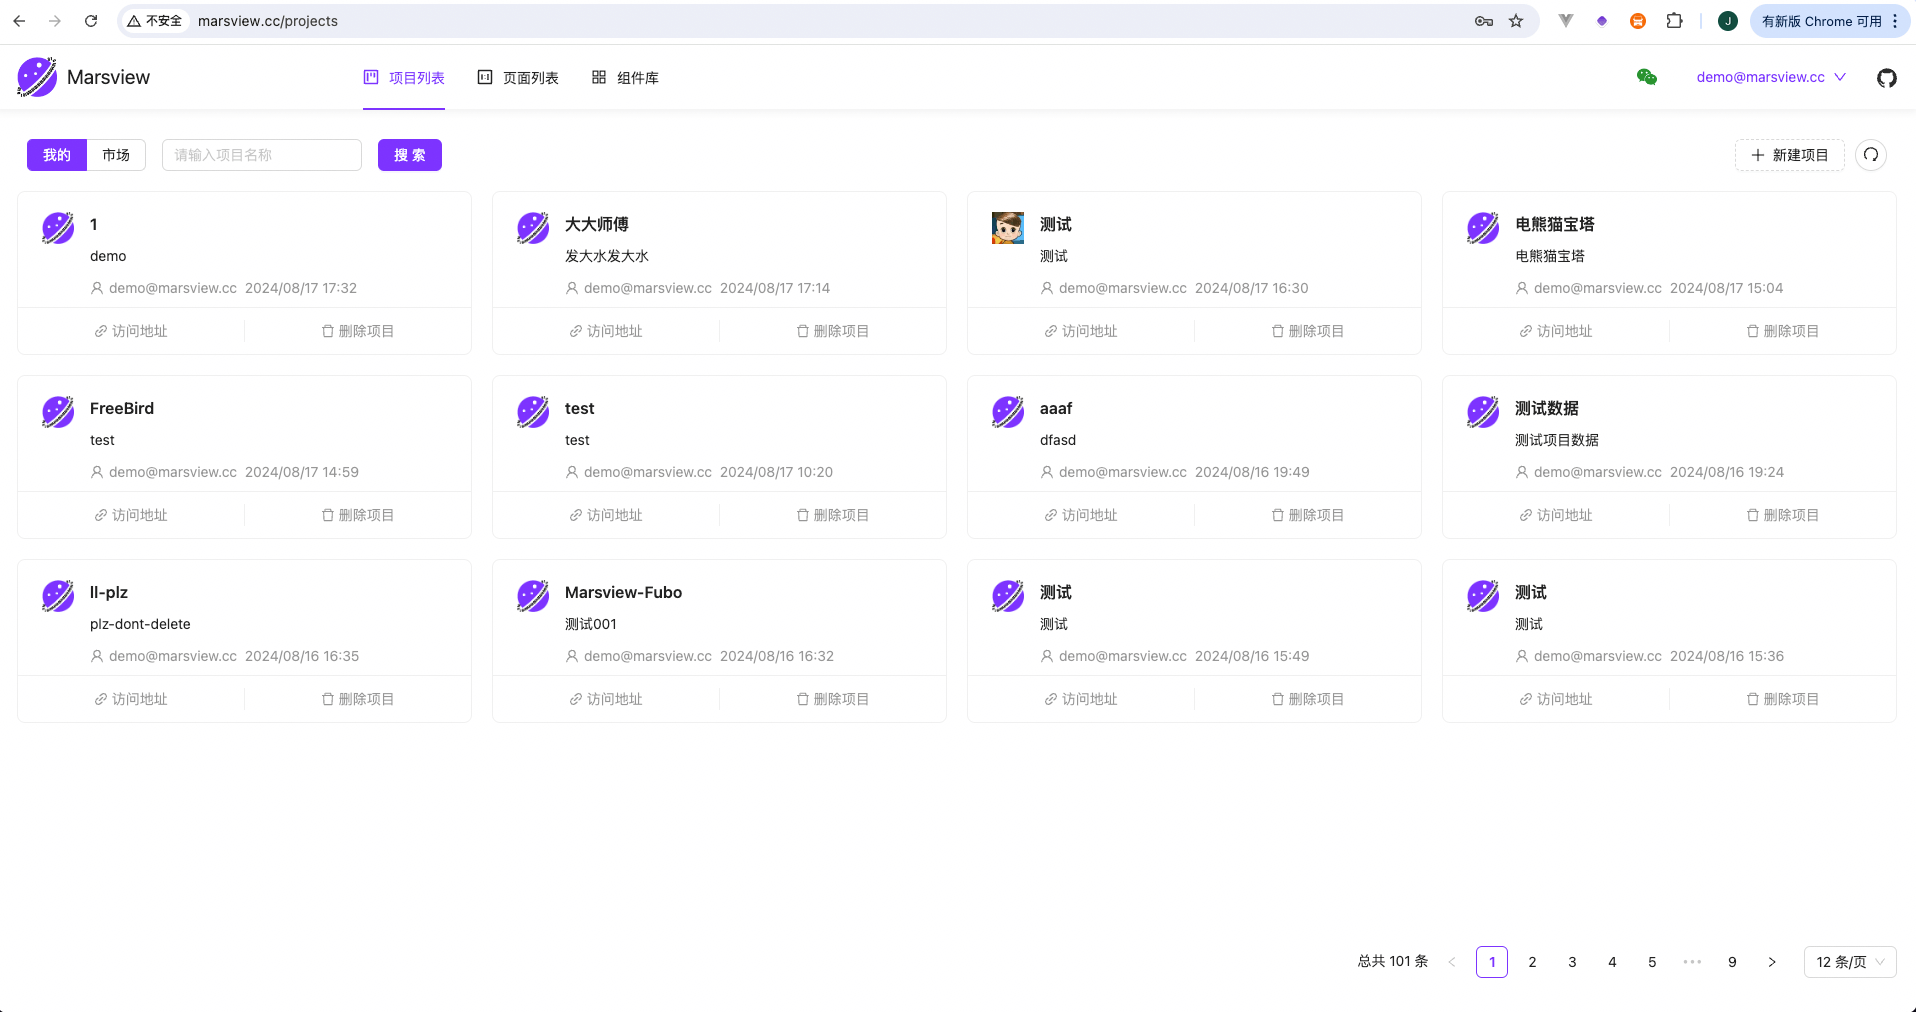 不安全 marsview.cc/projects 有新版 Chrome 可用
J
Marsview 项目列表 页面列表 组件库 demo@marsview.cc
我的 市场 请输入项目名称 搜 索 新建项目
1
demo
demo@marsview.cc 2024/08/17 17:32
访问地址 删除项目
大大师傅
发大水发大水
demo@marsview.cc 2024/08/17 17:14
访问地址 删除项目
测试
测试
demo@marsview.cc 2024/08/17 16:30
访问地址 删除项目
电熊猫宝塔
电熊猫宝塔
demo@marsview.cc 2024/08/17 15:04
访问地址 删除项目
FreeBird
test
demo@marsview.cc 2024/08/17 14:59
访问地址 删除项目
test
test
demo@marsview.cc 2024/08/17 10:20
访问地址 删除项目
aaaf
dfasd
demo@marsview.cc 2024/08/16 19:49
访问地址 删除项目
测试数据
测试项目数据
demo@marsview.cc 2024/08/16 19:24
访问地址 删除项目
ll-plz
plz-dont-delete
demo@marsview.cc 2024/08/16 16:35
访问地址 删除项目
Marsview-Fubo
测试001
demo@marsview.cc 2024/08/16 16:32
访问地址 删除项目
测试
测试
demo@marsview.cc 2024/08/16 15:49
访问地址 删除项目
测试
测试
demo@marsview.cc 2024/08/16 15:36
访问地址 删除项目
总共 101 条 1 2 3 4 5 ••• 9 12 条/页